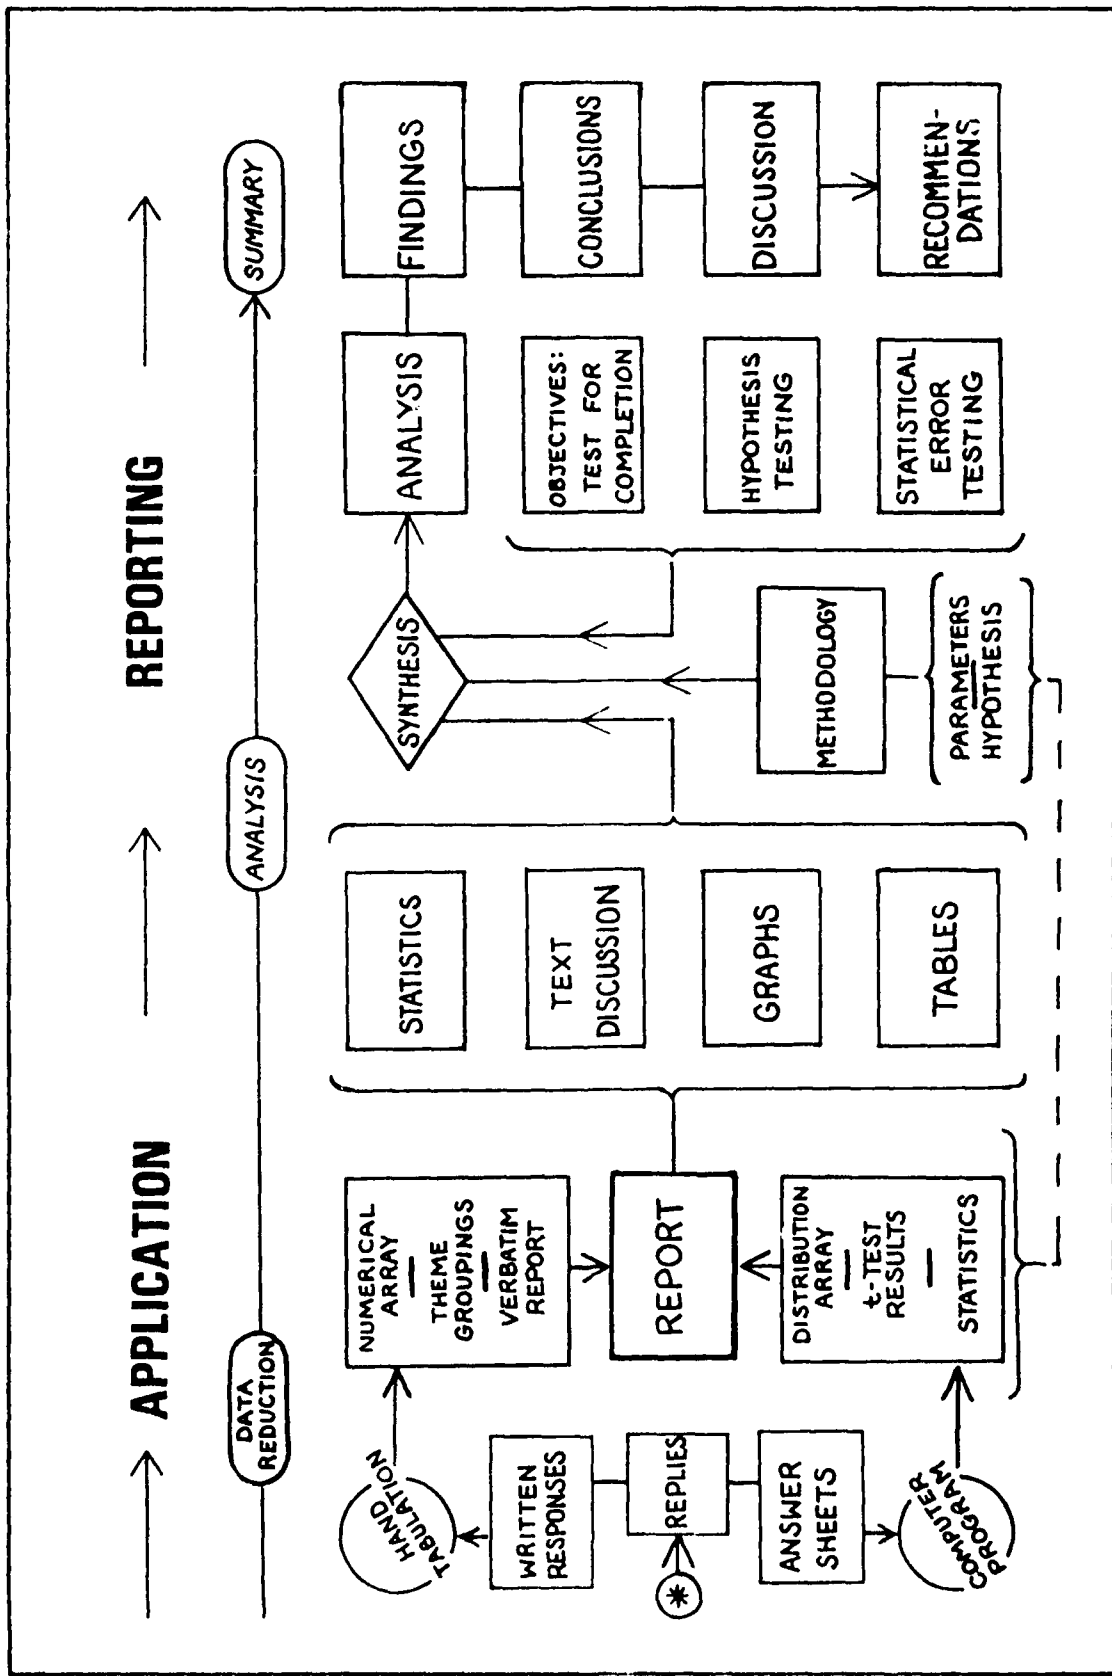 APPLICATION
REPORTING
DATA
REDUCTION
ANALYSIS
SUMMARY
HAND
TABULATION
WRITTEN
RESPONSES
REPLIES
*
ANSWER
SHEETS
COMPUTER
PROGRAM
NUMERICAL
ARRAY
THEME
GROUPINGS
VERBATIM
REPORT
REPORT
DISTRIBUTION
ARRAY
t-TEST
RESULTS
STATISTICS
STATISTICS
TEXT
DISCUSSION
GRAPHS
TABLES
SYNTHESIS
METHODOLOGY
PARAMETERS
HYPOTHESIS
ANALYSIS
OBJECTIVES:
TEST FOR
COMPLETION
HYPOTHESIS
TESTING
STATISTICAL
ERROR
TESTING
FINDINGS
CONCLUSIONS
DISCUSSION
RECOMMEN-
DATIONS